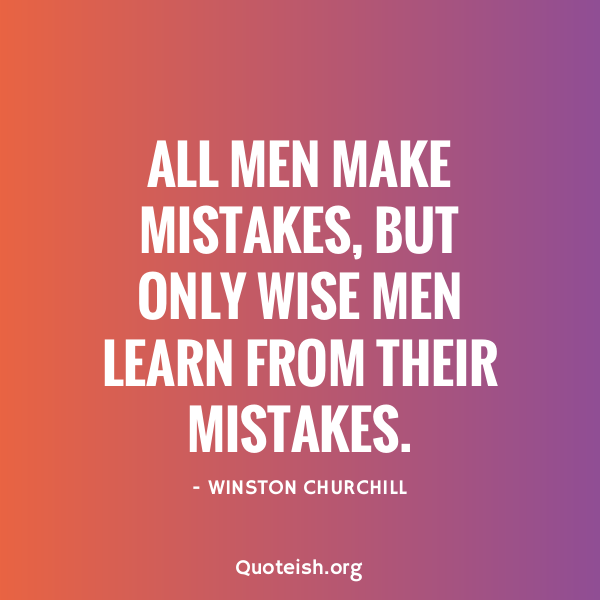 ALL MEN MAKE
MISTAKES, BUT
ONLY WISE MEN
LEARN FROM THEIR
MISTAKES.
- WINSTON CHURCHILL
Quoteish.org